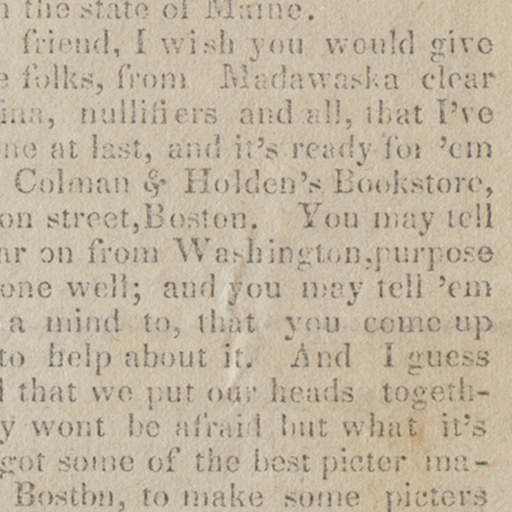 the state of Maine.
friend, I wish you would give
folks, from Madawaska clear
ina, nullifiers and all, that I've
ne at last, and it's ready for 'em
Colman & Holden's Bookstore,
on street,Boston. You may tell
ar on from Washington,purpose
one well; and you may tell 'em
a mind to, that you come up
to help about it. And I guess
that we put our heads togeth-
y wont be afraid but what it's
got some of the best picter ma-
Bostbn, to make some picters